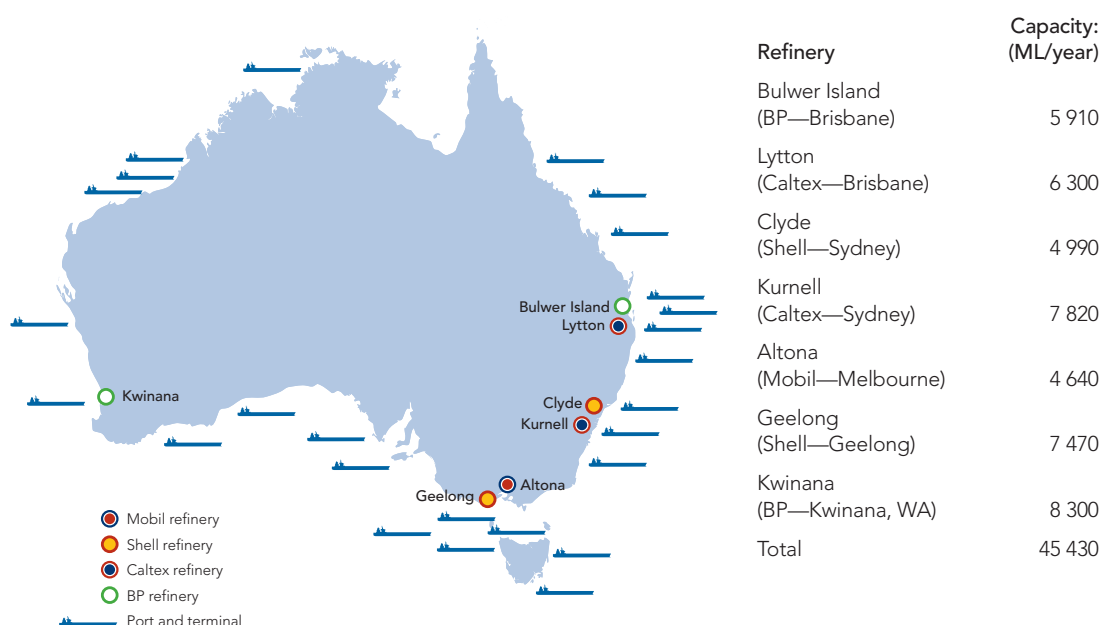 Bulwer Island
Lytton
Kwinana
Clyde
Kurnell
Altona
Geelong
Mobil refinery
Shell refinery
Caltex refinery
BP refinery
Port and terminal
Capacity:
Refinery (ML/year)
Bulwer Island
(BP—Brisbane) 5 910
Lytton
(Caltex—Brisbane) 6 300
Clyde
(Shell—Sydney) 4 990
Kurnell
(Caltex—Sydney) 7 820
Altona
(Mobil—Melbourne) 4 640
Geelong
(Shell—Geelong) 7 470
Kwinana
(BP—Kwinana, WA) 8 300
Total 45 430